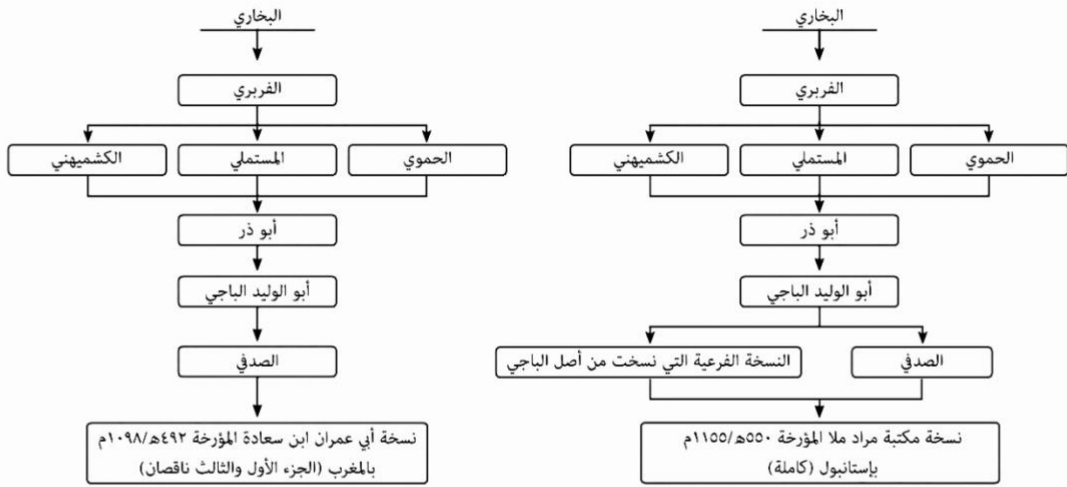 البخاري
الفربري
الحموي
المستملي
الكشميهني
أبو ذر
أبو الوليد الباجي
الصدفي
النسخة الفرعية التي نسخت من أصل الباجي
نسخة مكتبة مراد ملا المؤرخة ٥٥٠ه/١١٥٥م
بإستانبول (كاملة)
البخاري
الفربري
الحموي
المستملي
الكشميهني
أبو ذر
أبو الوليد الباجي
الصدفي
نسخة أبي عمران ابن سعادة المؤرخة ٤٩٢ه/١٠٩٨م
بالمغرب (الجزء الأول والثالث ناقصان)